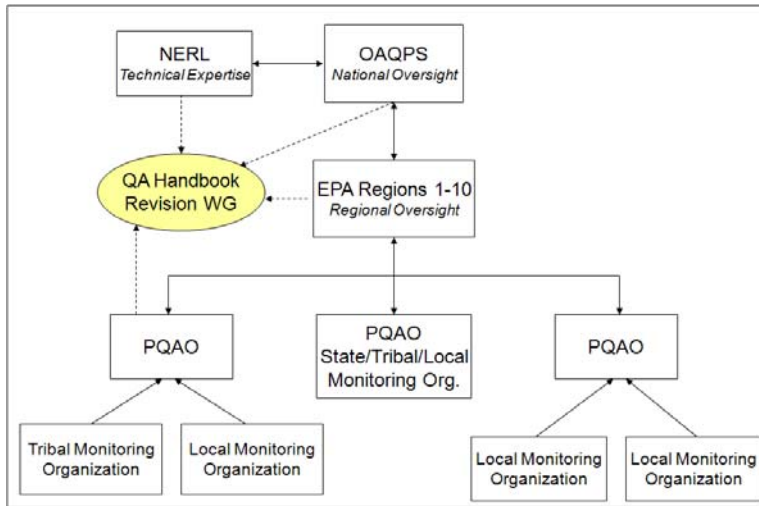 NERL
Technical Expertise
OAQPS
National Oversight
QA Handbook
Revision WG
EPA Regions 1-10
Regional Oversight
PQAO
PQAO
State/Tribal/Local
Monitoring Org.
PQAO
Tribal Monitoring
Organization
Local Monitoring
Organization
Local Monitoring
Organization
Local Monitoring
Organization